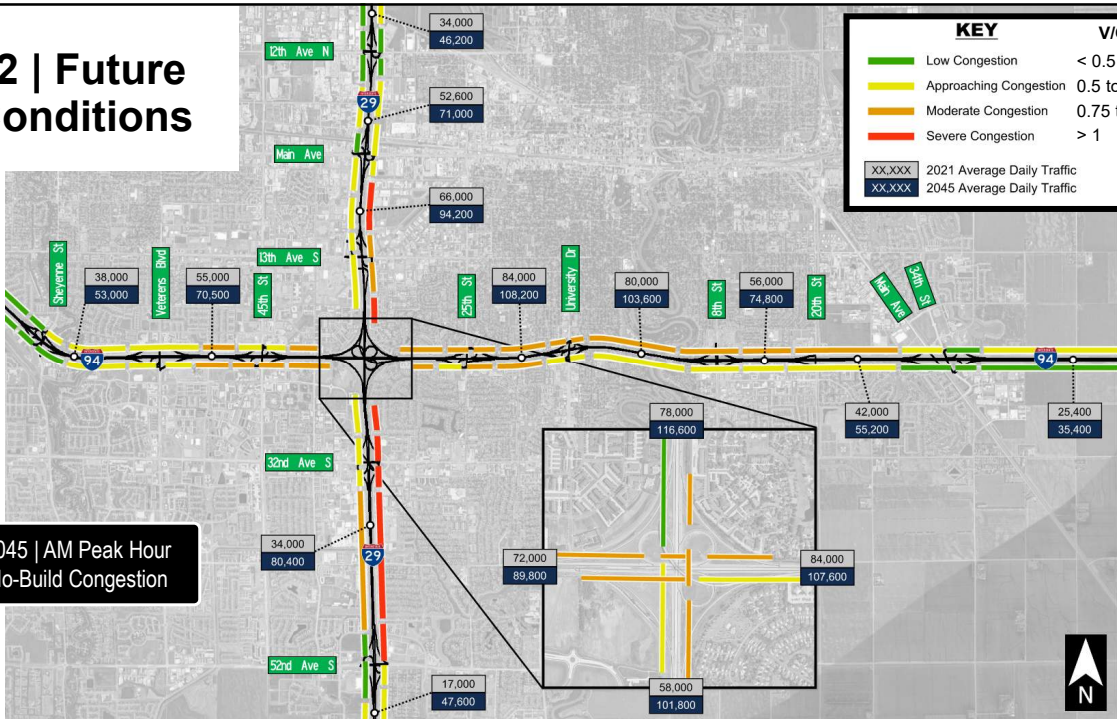 2 | Future
onditions
KEY
V/
Low Congestion < 0.5
Approaching Congestion 0.5 to
Moderate Congestion 0.75
Severe Congestion > 1
XX,XXX 2021 Average Daily Traffic
XX,XXX 2045 Average Daily Traffic
34,000
46,200
12th Ave N
29
52,600
71,000
Main Ave
66,000
94,200
13th Ave S
Sheyenne St
38,000
53,000
Veterens Blvd
55,000
70,500
45th St
25th St
84,000
108,200
University Dr
80,000
103,600
8th St
56,000
74,800
20th St
Main Ave
34th St
94
94
42,000
55,200
25,400
35,400
32nd Ave S
34,000
80,400
29
52nd Ave S
17,000
47,600
78,000
116,600
72,000
89,800
84,000
107,600
58,000
101,800
045 | AM Peak Hour
o-Build Congestion
N